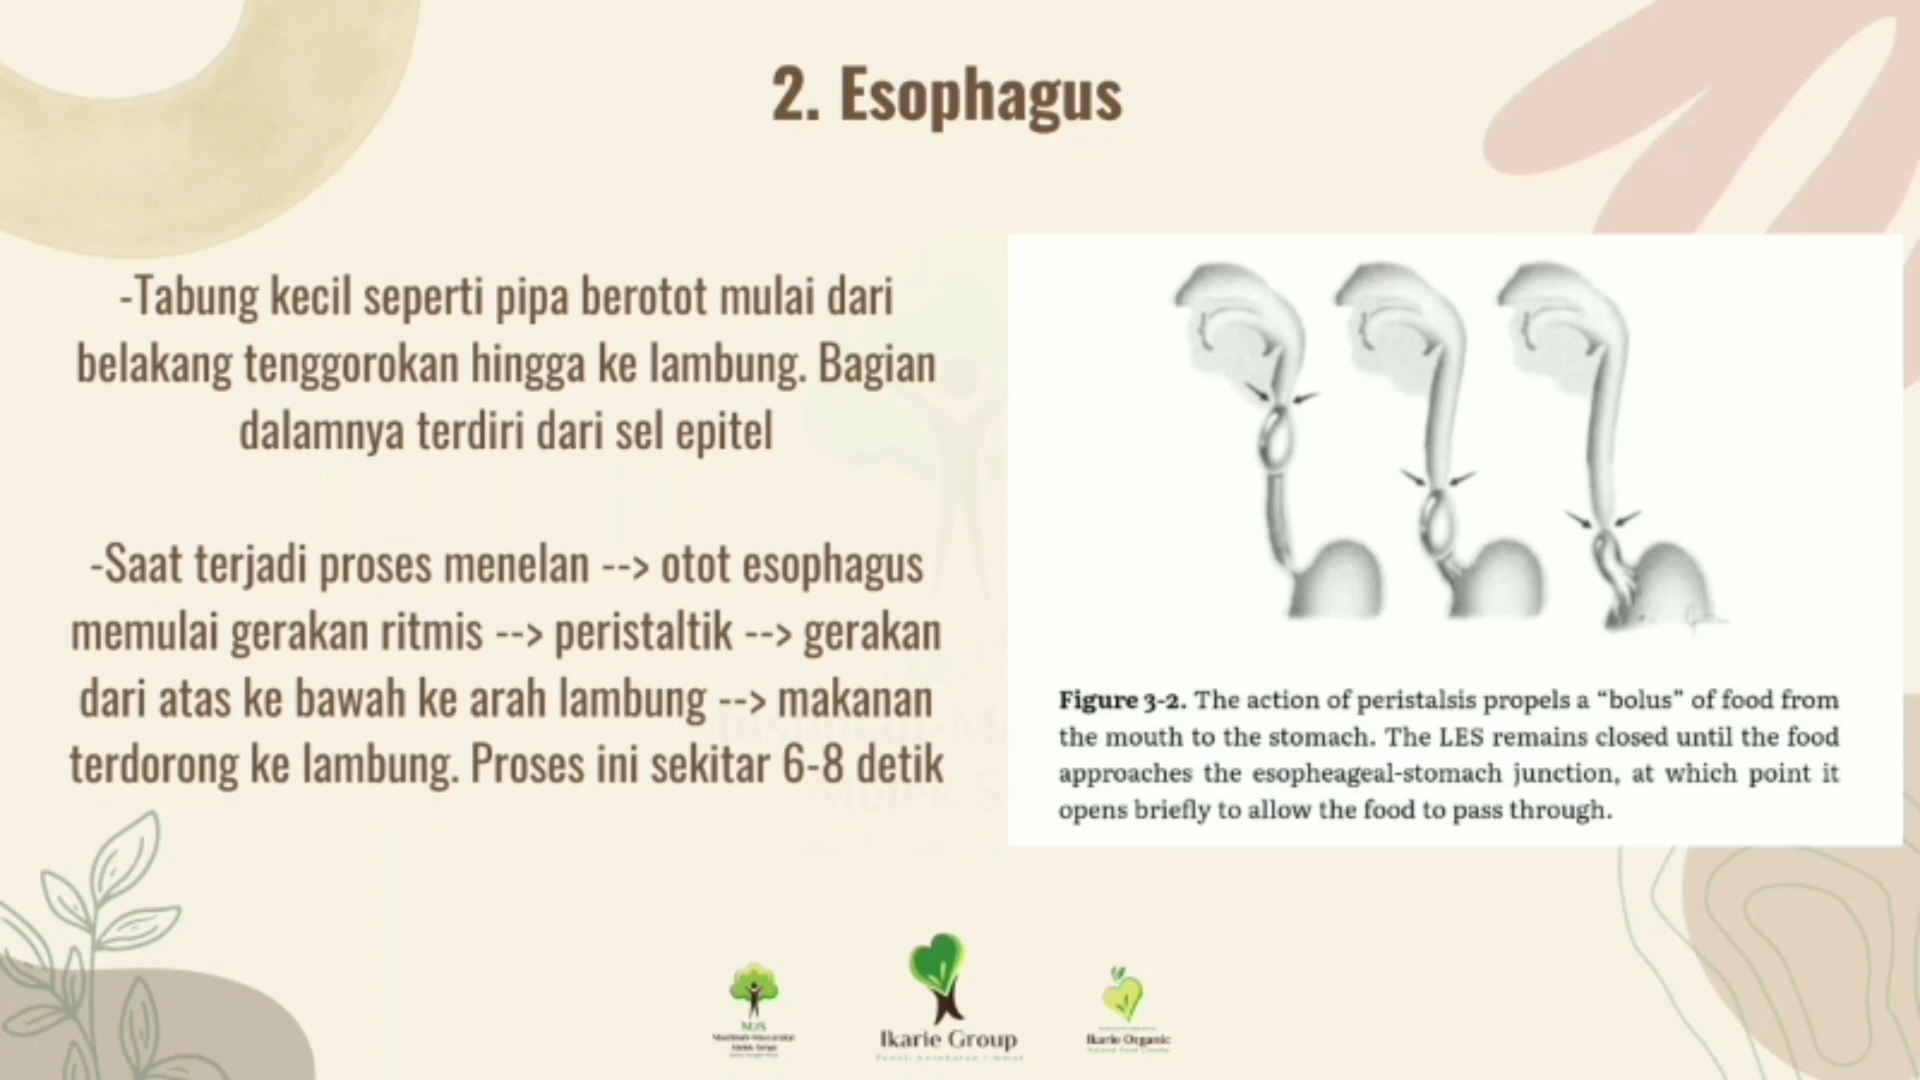 2. Esophagus
-Tabung kecil seperti pipa berotot mulai dari
belakang tenggorokan hingga ke lambung. Bagian
dalamnya terdiri dari sel epitel
-Saat terjadi proses menelan --> otot esophagus
memulai gerakan ritmis --> peristaltik --> gerakan
dari atas ke bawah ke arah lambung --> makanan
terdorong ke lambung. Proses ini sekitar 6-8 detik
Figure 3-2. The action of peristalsis propels a “bolus” of food from
the mouth to the stomach. The LES remains closed until the food
approaches the esopheageal-stomach junction, at which point it
opens briefly to allow the food to pass through.
Ikarie Group
Ikarie Organic